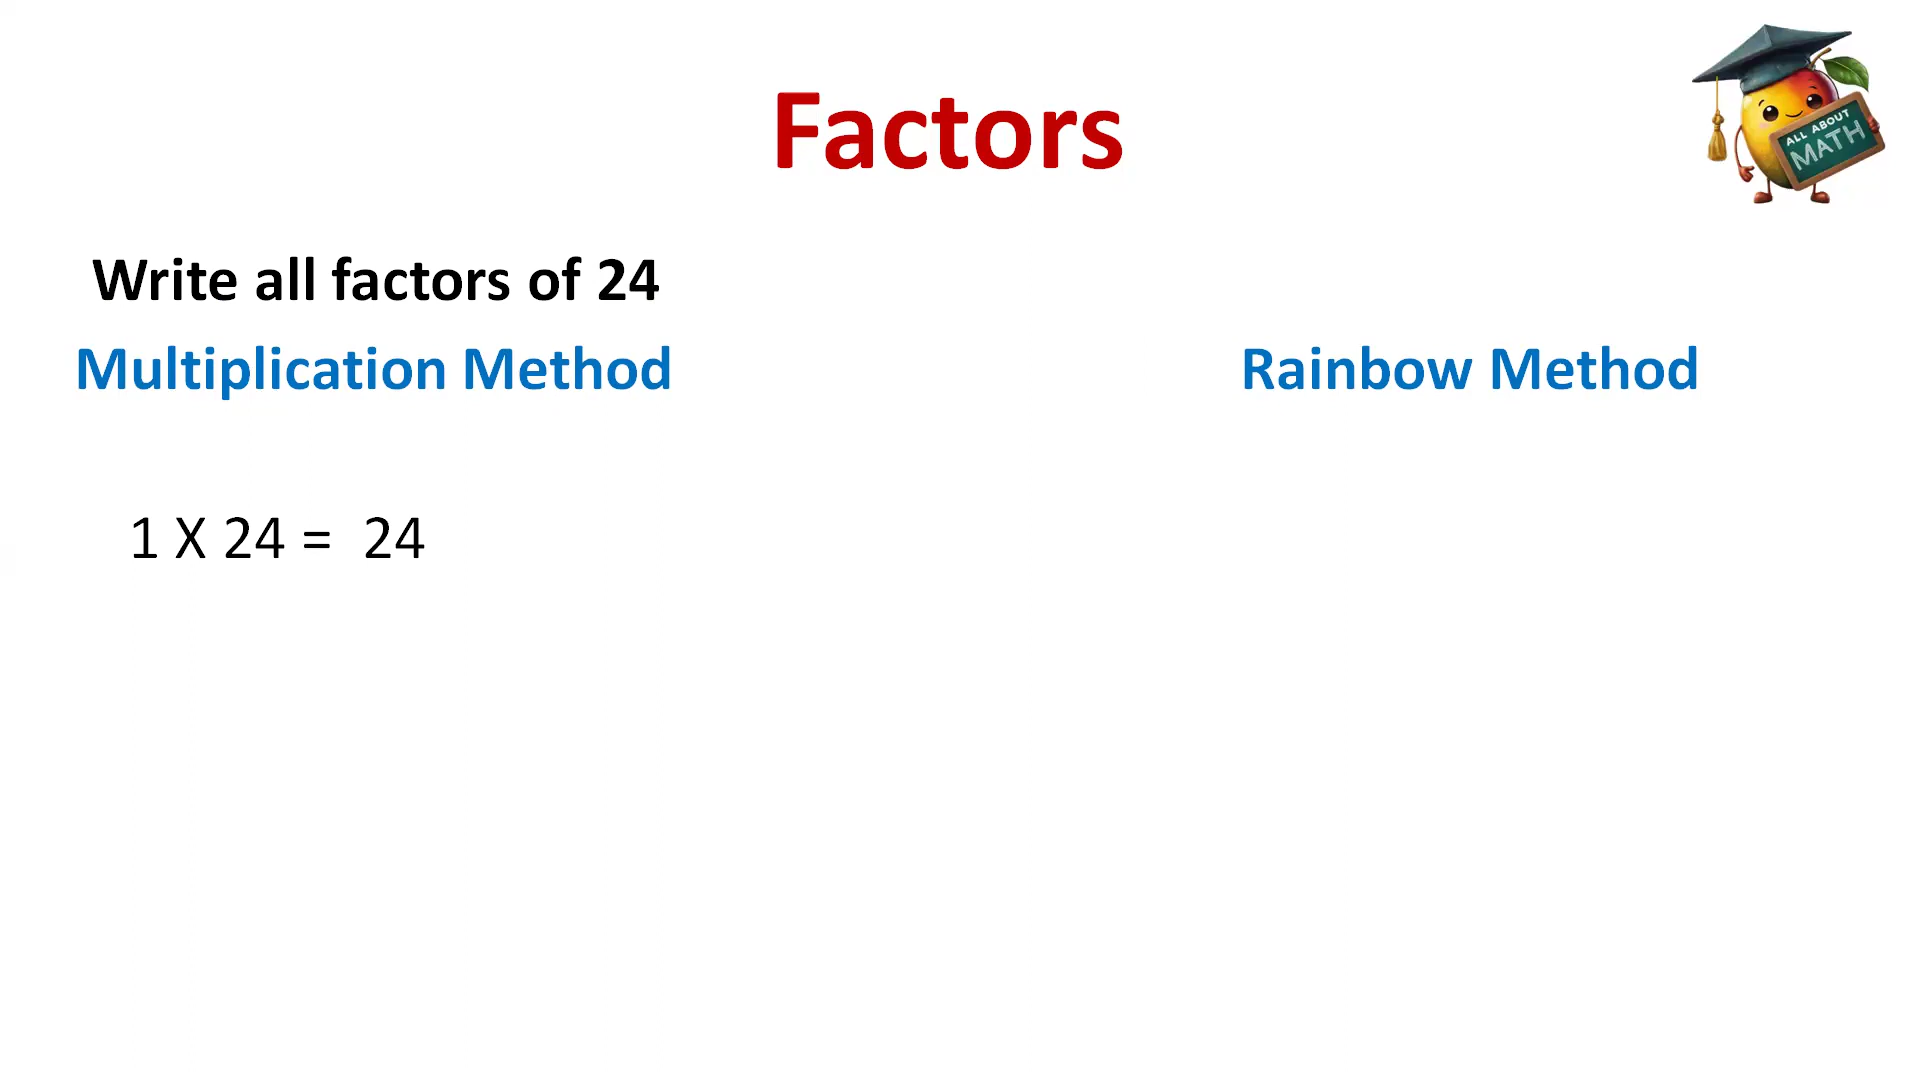 Factors
ALL ABOUT
MATH
Write all factors of 24
Multiplication Method
Rainbow Method
1 X 24 = 24